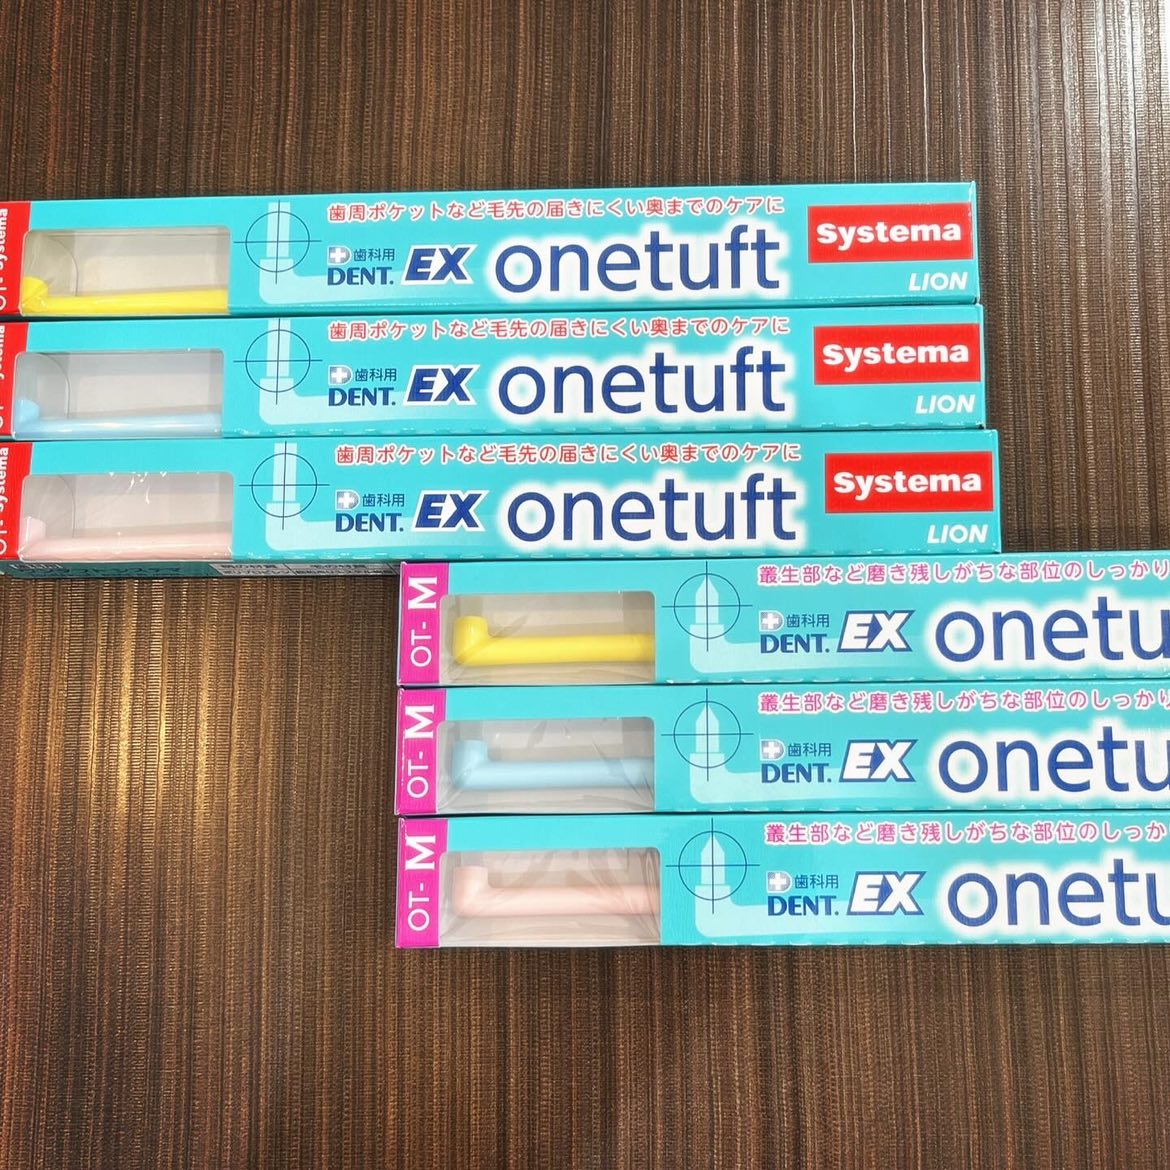 OT- Systema
歯周ポケットなど毛先の届きにくい奥までのケアに
歯科用
DENT. EX onetuft
Systema
LION
OT- Systema
歯周ポケットなど毛先の届きにくい奥までのケアに
歯科用
DENT. EX onetuft
Systema
LION
OT- Systema
歯周ポケットなど毛先の届きにくい奥までのケアに
歯科用
DENT. EX onetuft
Systema
LION
OT- M
叢生部など磨き残しがちな部位のしっかり
歯科用
DENT. EX onetu
OT- M
叢生部など磨き残しがちな部位のしっかり
歯科用
DENT. EX onetu
OT- M
叢生部など磨き残しがちな部位のしっか
歯科用
DENT. EX onetu